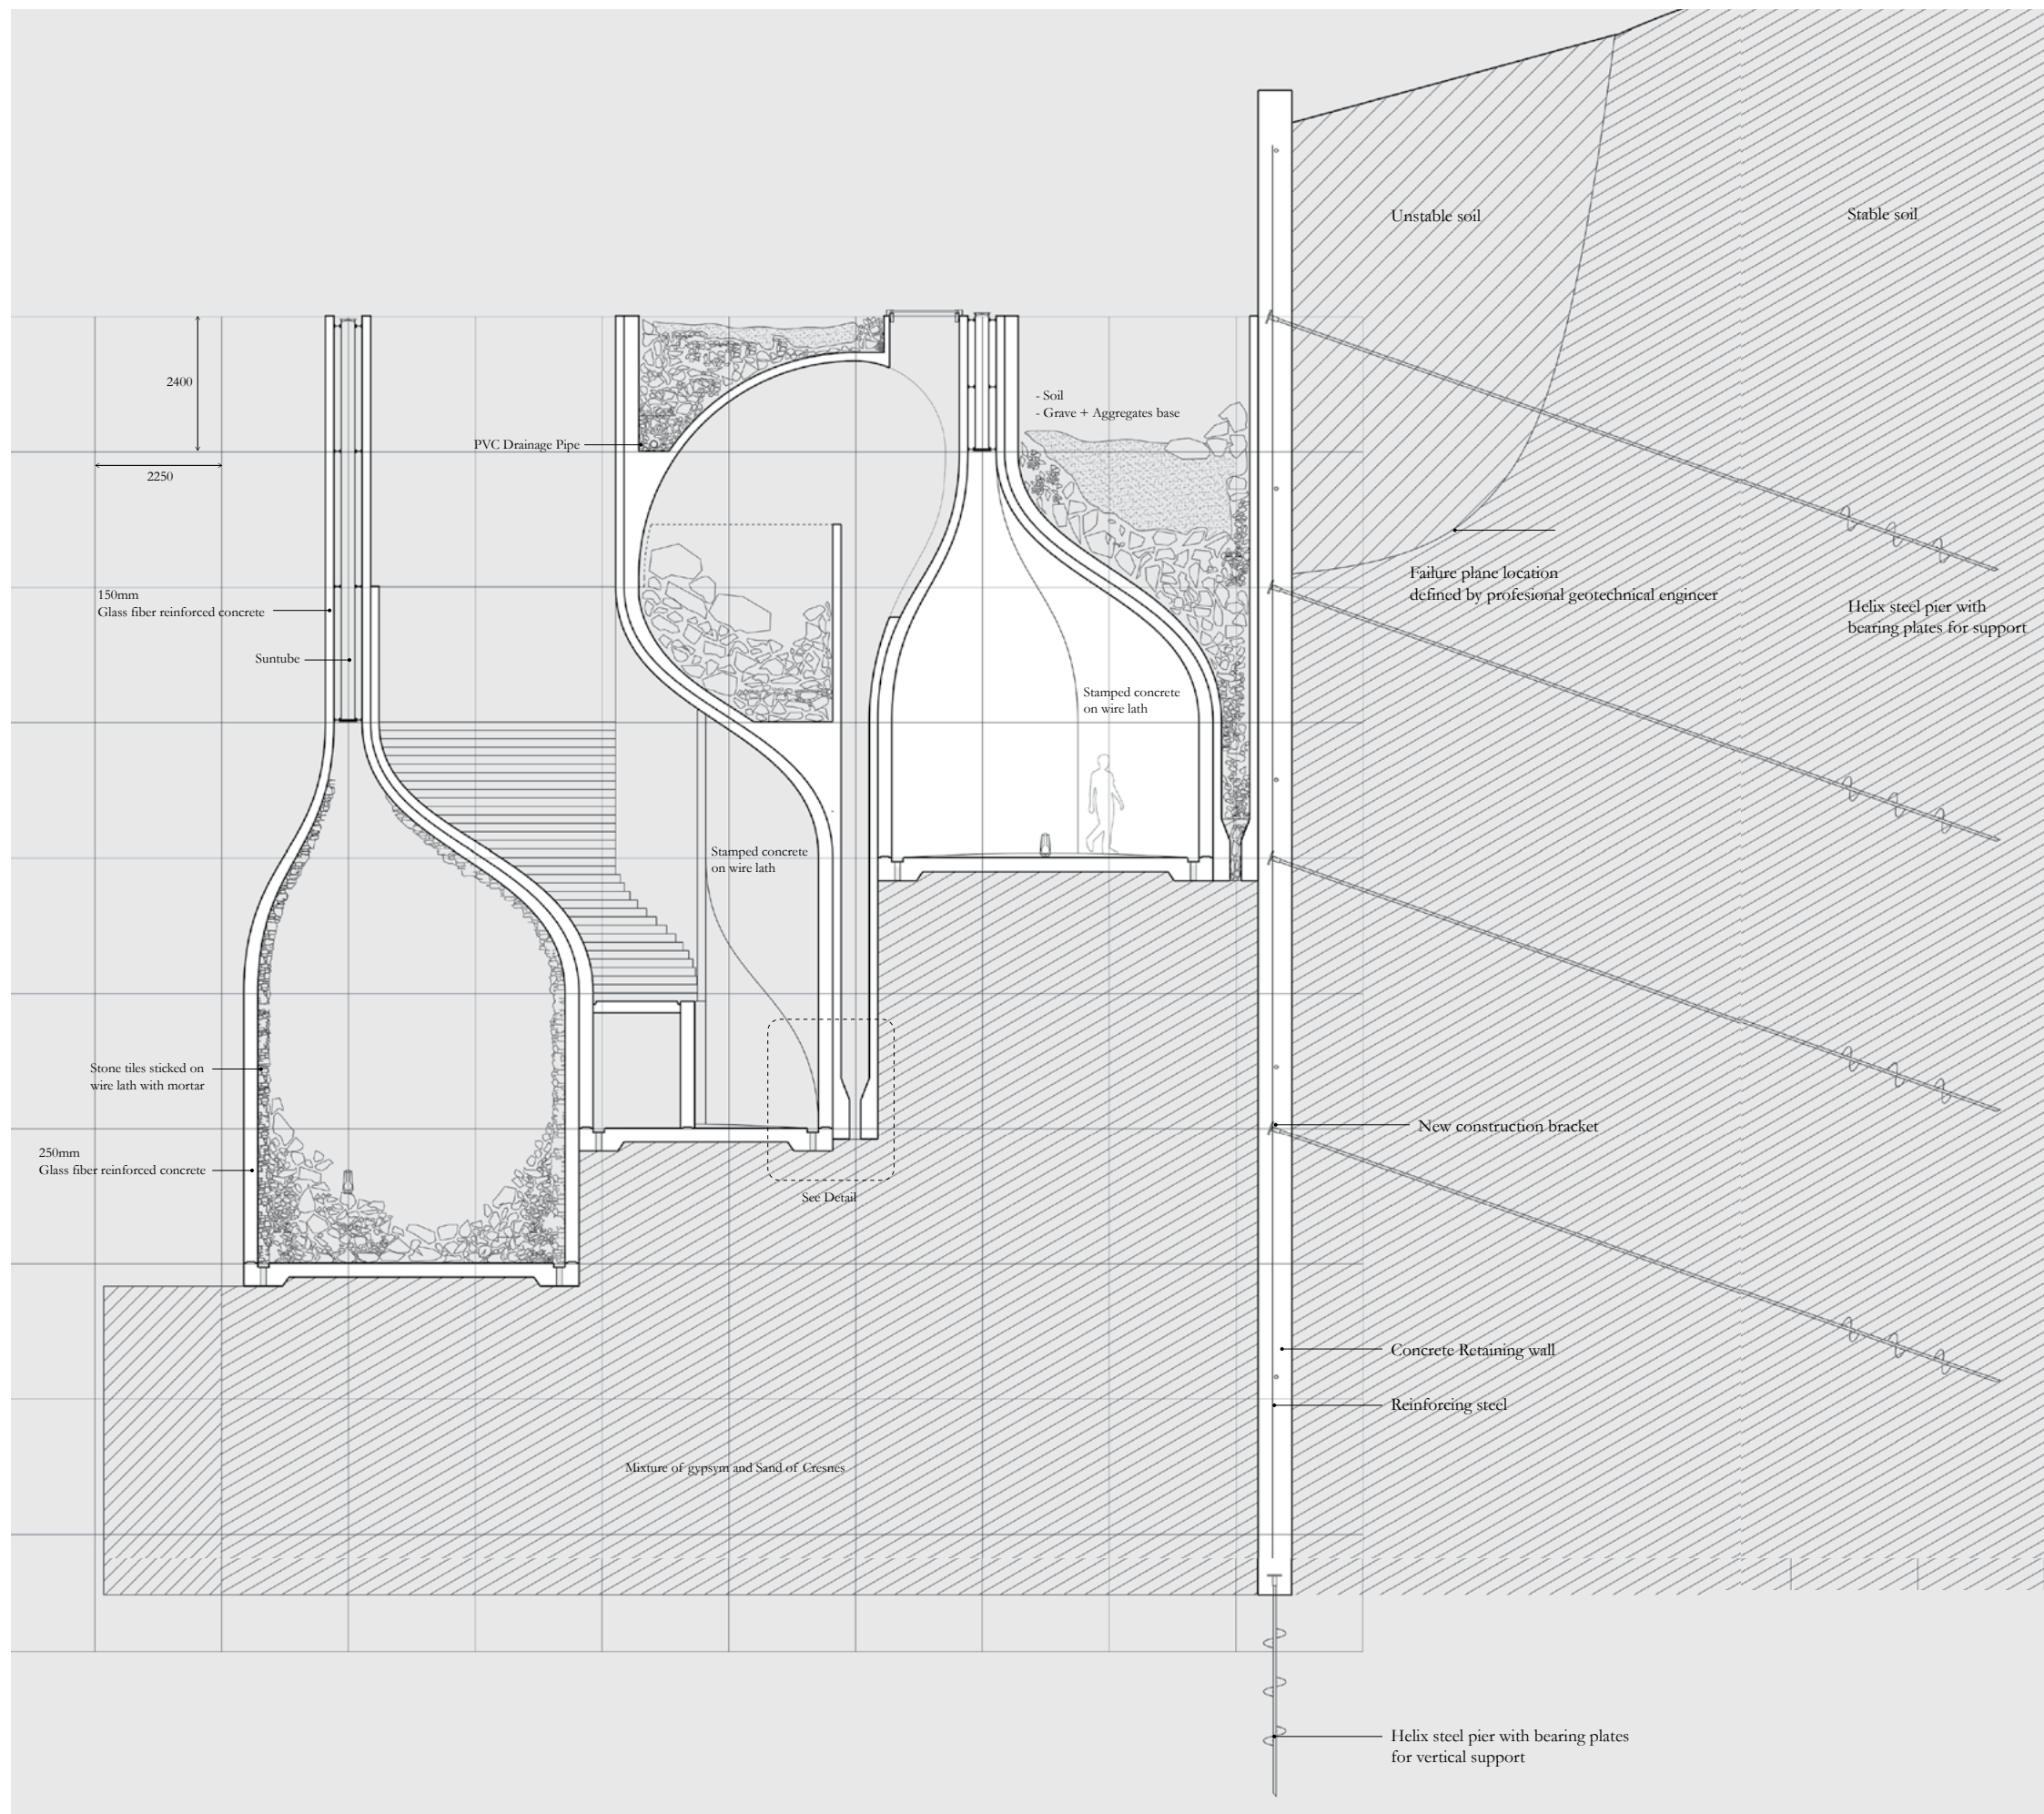 Unstable soil
Stable soil
2400
- Soil
- Grave + Aggregates base
PVC Drainage Pipe
2250
Failure plane location
defined by profesional geotechnical engineer
150mm
Glass fiber reinforced concrete
Helix steel pier with
bearing plates for support
Suntube
Stamped concrete
on wire lath
Stamped concrete
on wire lath
Stone tiles sticked on
wire lath with mortar
New construction bracket
250mm
Glass fiber reinforced concrete
See Detail
Concrete Retaining wall
Reinforcing steel
Mixture of gypsym and Sand of Cresnes
Helix steel pier with bearing plates
for vertical support